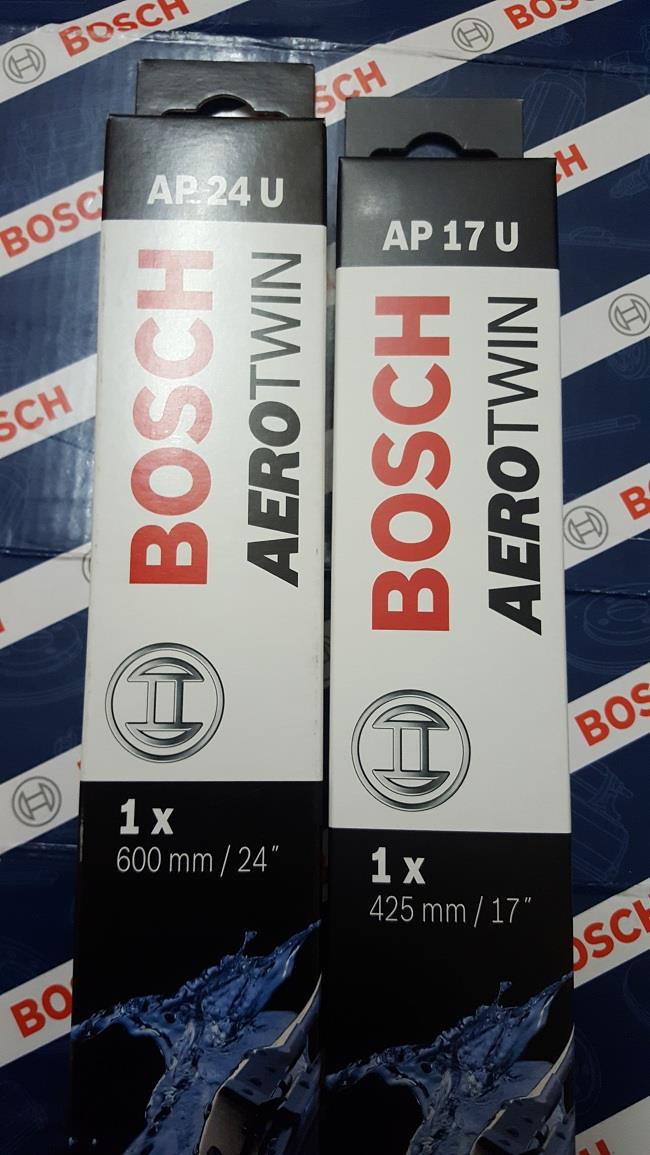 BOSCH
BOSCH
BOSCH
BOSCH
BOSCH
AP 24 U
BOSCH
AEROTWIN
1 x
600 mm / 24"
AP 17 U
BOSCH
AEROTWIN
1 x
425 mm / 17"
BOSCH